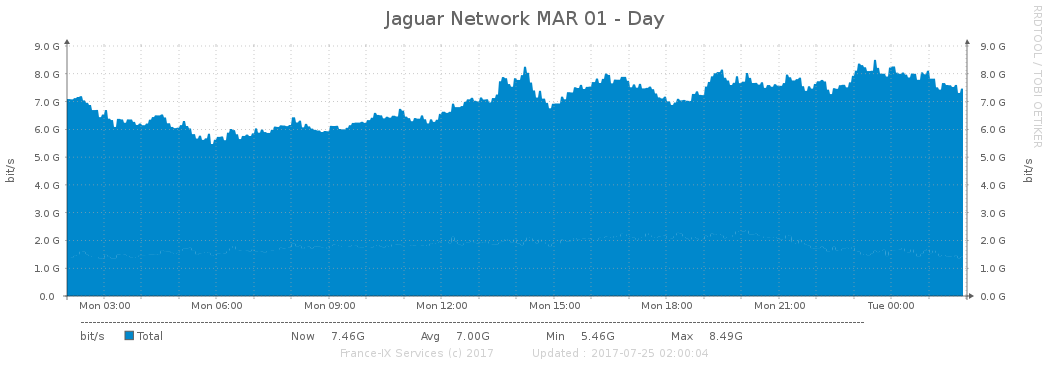 Jaguar Network MAR 01 - Day
RRDTOOL / TOBI OETIKER
9.0 G 9.0 G
8.0 G 8.0 G
7.0 G 7.0 G
6.0 G 6.0 G
5.0 G 5.0 G
4.0 G 4.0 G
3.0 G 3.0 G
2.0 G 2.0 G
1.0 G 1.0 G
0.0 0.0 G
bit/s bit/s
Mon 03:00 Mon 06:00 Mon 09:00 Mon 12:00 Mon 15:00 Mon 18:00 Mon 21:00 Tue 00:00
bit/s Total Now 7.46G Avg 7.00G Min 5.46G Max 8.49G
France-IX Services (c) 2017 Updated : 2017-07-25 02:00:04